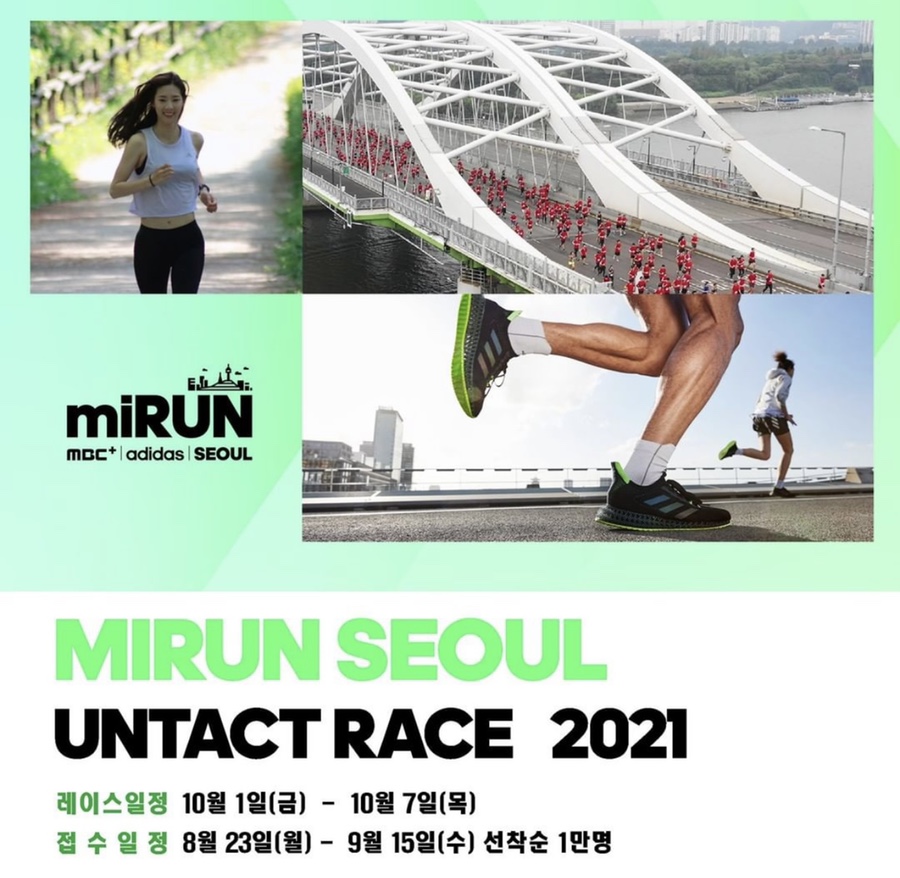 miRUN
MBC+ | adidas | SEOUL
MIRUN SEOUL
UNTACT RACE 2021
레이스일정 10월 1일(금) - 10월 7일(목)
접 수 일 정 8월 23일(월) - 9월 15일(수) 선착순 1만명